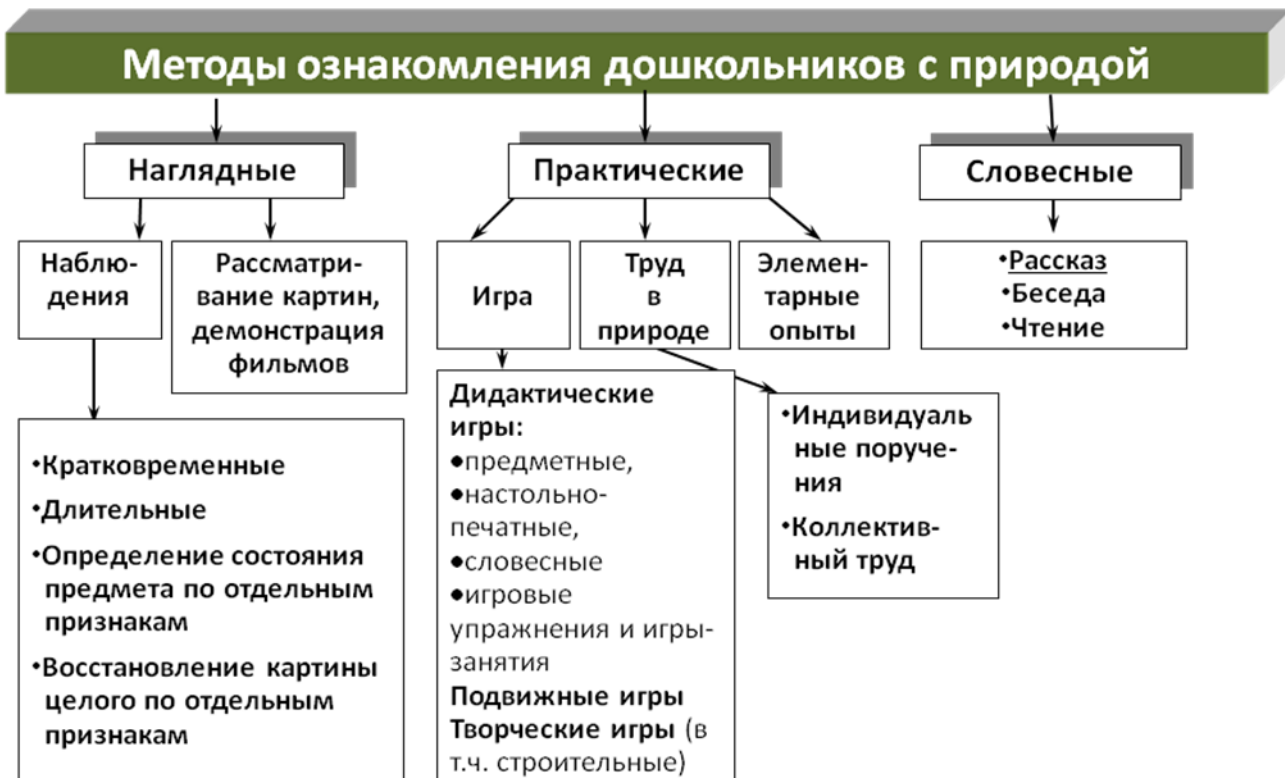 Методы ознакомления дошкольников с природой
Наглядные
Практические
Словесные
Наблю-
дения
Рассматри-
вание картин,
демонстрация
фильмов
Игра
Труд
в
природе
Элемен-
тарные
опыты
•Рассказ
•Беседа
•Чтение
•Кратковременные
•Длительные
•Определение состояния
предмета по отдельным
признакам
•Восстановление картины
целого по отдельным
признакам
Дидактические
игры:
●предметные,
●настольно-
печатные,
●словесные
●игровые
упражнения и игры-
занятия
Подвижные игры
Творческие игры (в
т.ч. строительные)
•Индивидуаль
ные поруче-
ния
•Коллектив-
ный труд